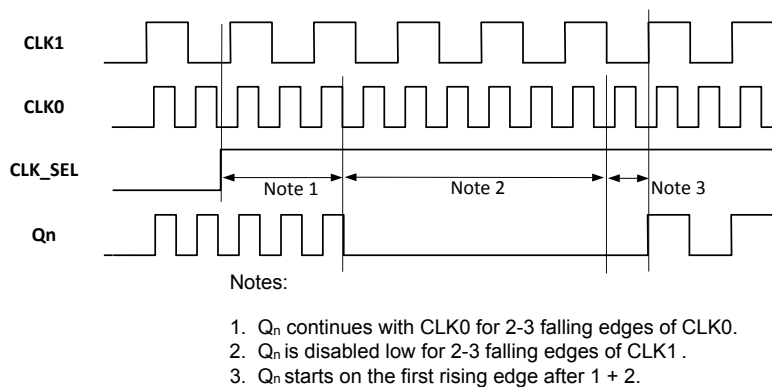 CLK1
CLK0
CLK_SEL
Note 1
Note 2
Note 3
Qn
Notes:
1. Qn continues with CLK0 for 2-3 falling edges of CLK0.
2. Qn is disabled low for 2-3 falling edges of CLK1 .
3. Qn starts on the first rising edge after 1 + 2.